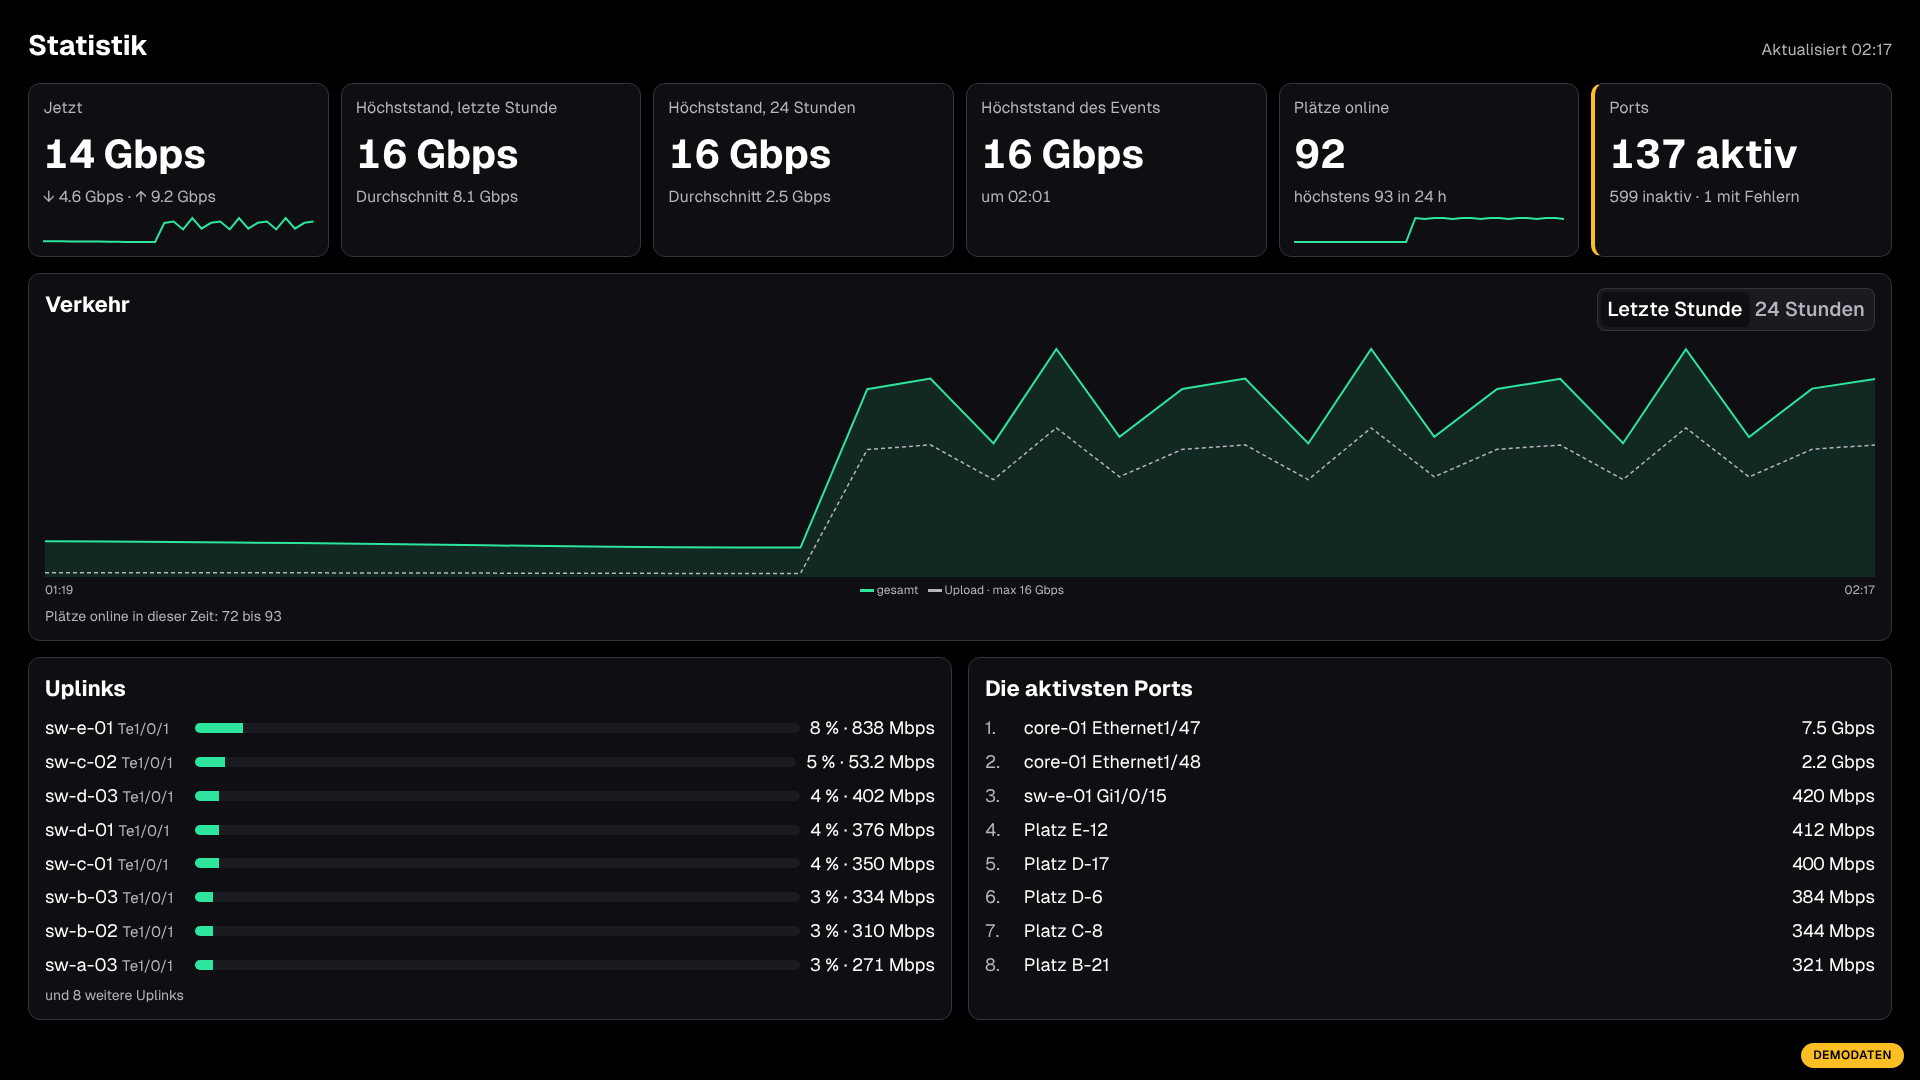 Statistik
Aktualisiert 02:17
Jetzt
14 Gbps
↓ 4.6 Gbps · ↑ 9.2 Gbps
Höchststand, letzte Stunde
16 Gbps
Durchschnitt 8.1 Gbps
Höchststand, 24 Stunden
16 Gbps
Durchschnitt 2.5 Gbps
Höchststand des Events
16 Gbps
um 02:01
Plätze online
92
höchstens 93 in 24 h
Ports
137 aktiv
599 inaktiv · 1 mit Fehlern
Verkehr
Letzte Stunde 24 Stunden
01:19
gesamt Upload · max 16 Gbps
02:17
Plätze online in dieser Zeit: 72 bis 93
Uplinks
sw-e-01 Te1/0/1 8 % · 838 Mbps
sw-c-02 Te1/0/1 5 % · 53.2 Mbps
sw-d-03 Te1/0/1 4 % · 402 Mbps
sw-d-01 Te1/0/1 4 % · 376 Mbps
sw-c-01 Te1/0/1 4 % · 350 Mbps
sw-b-03 Te1/0/1 3 % · 334 Mbps
sw-b-02 Te1/0/1 3 % · 310 Mbps
sw-a-03 Te1/0/1 3 % · 271 Mbps
und 8 weitere Uplinks
Die aktivsten Ports
1. core-01 Ethernet1/47 7.5 Gbps
2. core-01 Ethernet1/48 2.2 Gbps
3. sw-e-01 Gi1/0/15 420 Mbps
4. Platz E-12 412 Mbps
5. Platz D-17 400 Mbps
6. Platz D-6 384 Mbps
7. Platz C-8 344 Mbps
8. Platz B-21 321 Mbps
DEMODATEN